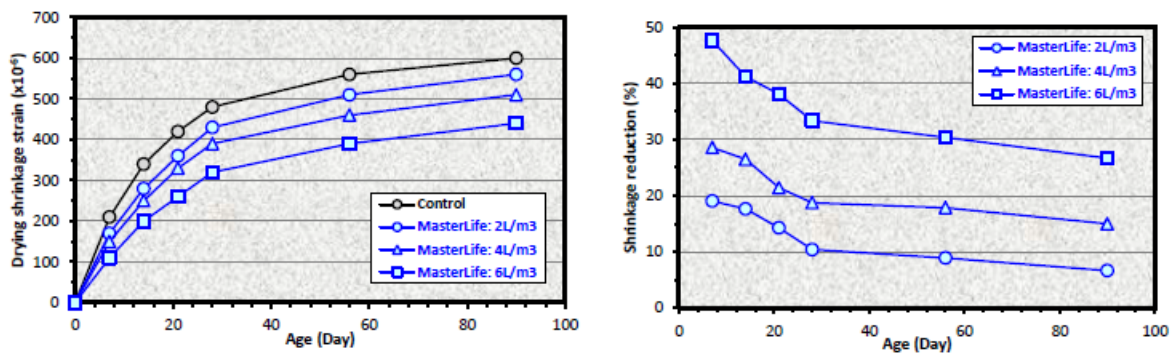 700
600
500
400
300
200
100
0
Drying shrinkage strain (x10-6)
Control
MasterLife: 2L/m3
MasterLife: 4L/m3
MasterLife: 6L/m3
0 20 40 60 80 100
Age (Day)
50
40
30
20
10
0
Shrinkage reduction (%)
MasterLife: 2L/m3
MasterLife: 4L/m3
MasterLife: 6L/m3
0 20 40 60 80 100
Age (Day)